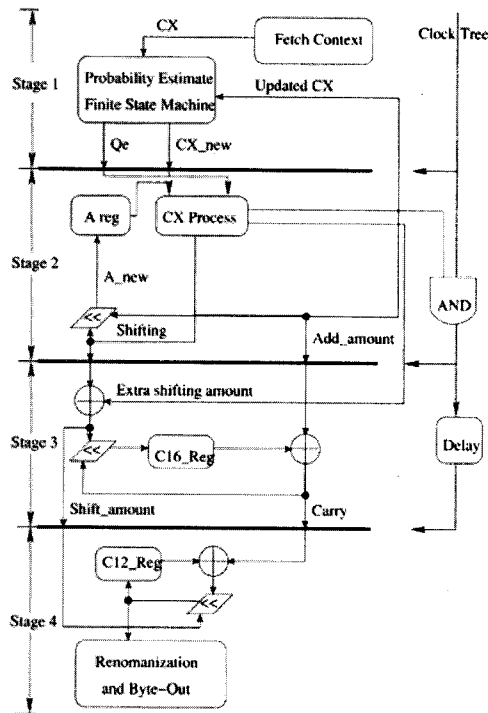 CX
Fetch Context
Clock Tree
Stage 1
Probability Estimate
Finite State Machine
Updated CX
Qe
CX_new
A reg
CX Process
Stage 2
A_new
AND
<<
Shifting
Add_amount
Extra shifting amount
Stage 3
<<
C16_Reg
Delay
Shift_amount
Carry
C12_Reg
<<
Stage 4
Renomanization
and Byte-Out